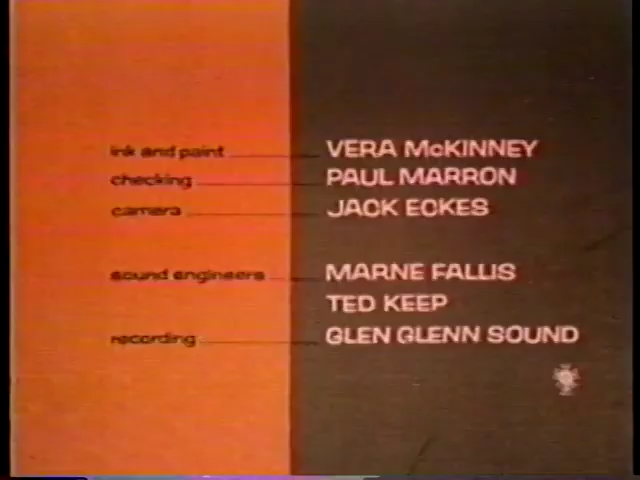 ink and paint VERA McKINNEY
checking PAUL MARRON
camera JACK ECKES
sound engineers MARNE FALLIS
TED KEEP
recording GLEN GLENN SOUND